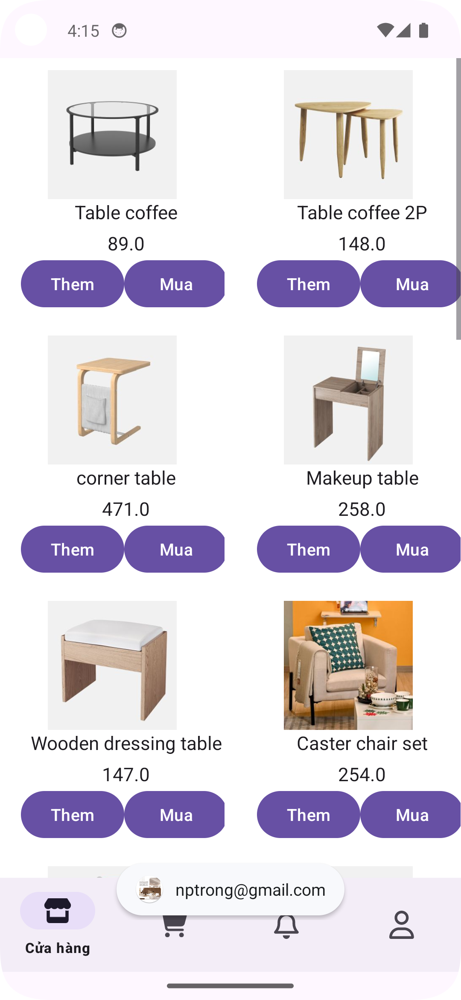 4:15
Table coffee
89.0
Them Mua
Table coffee 2P
148.0
Them Mua
corner table
471.0
Them Mua
Makeup table
258.0
Them Mua
Wooden dressing table
147.0
Them Mua
Caster chair set
254.0
Them Mua
nptrong@gmail.com
Cửa hàng